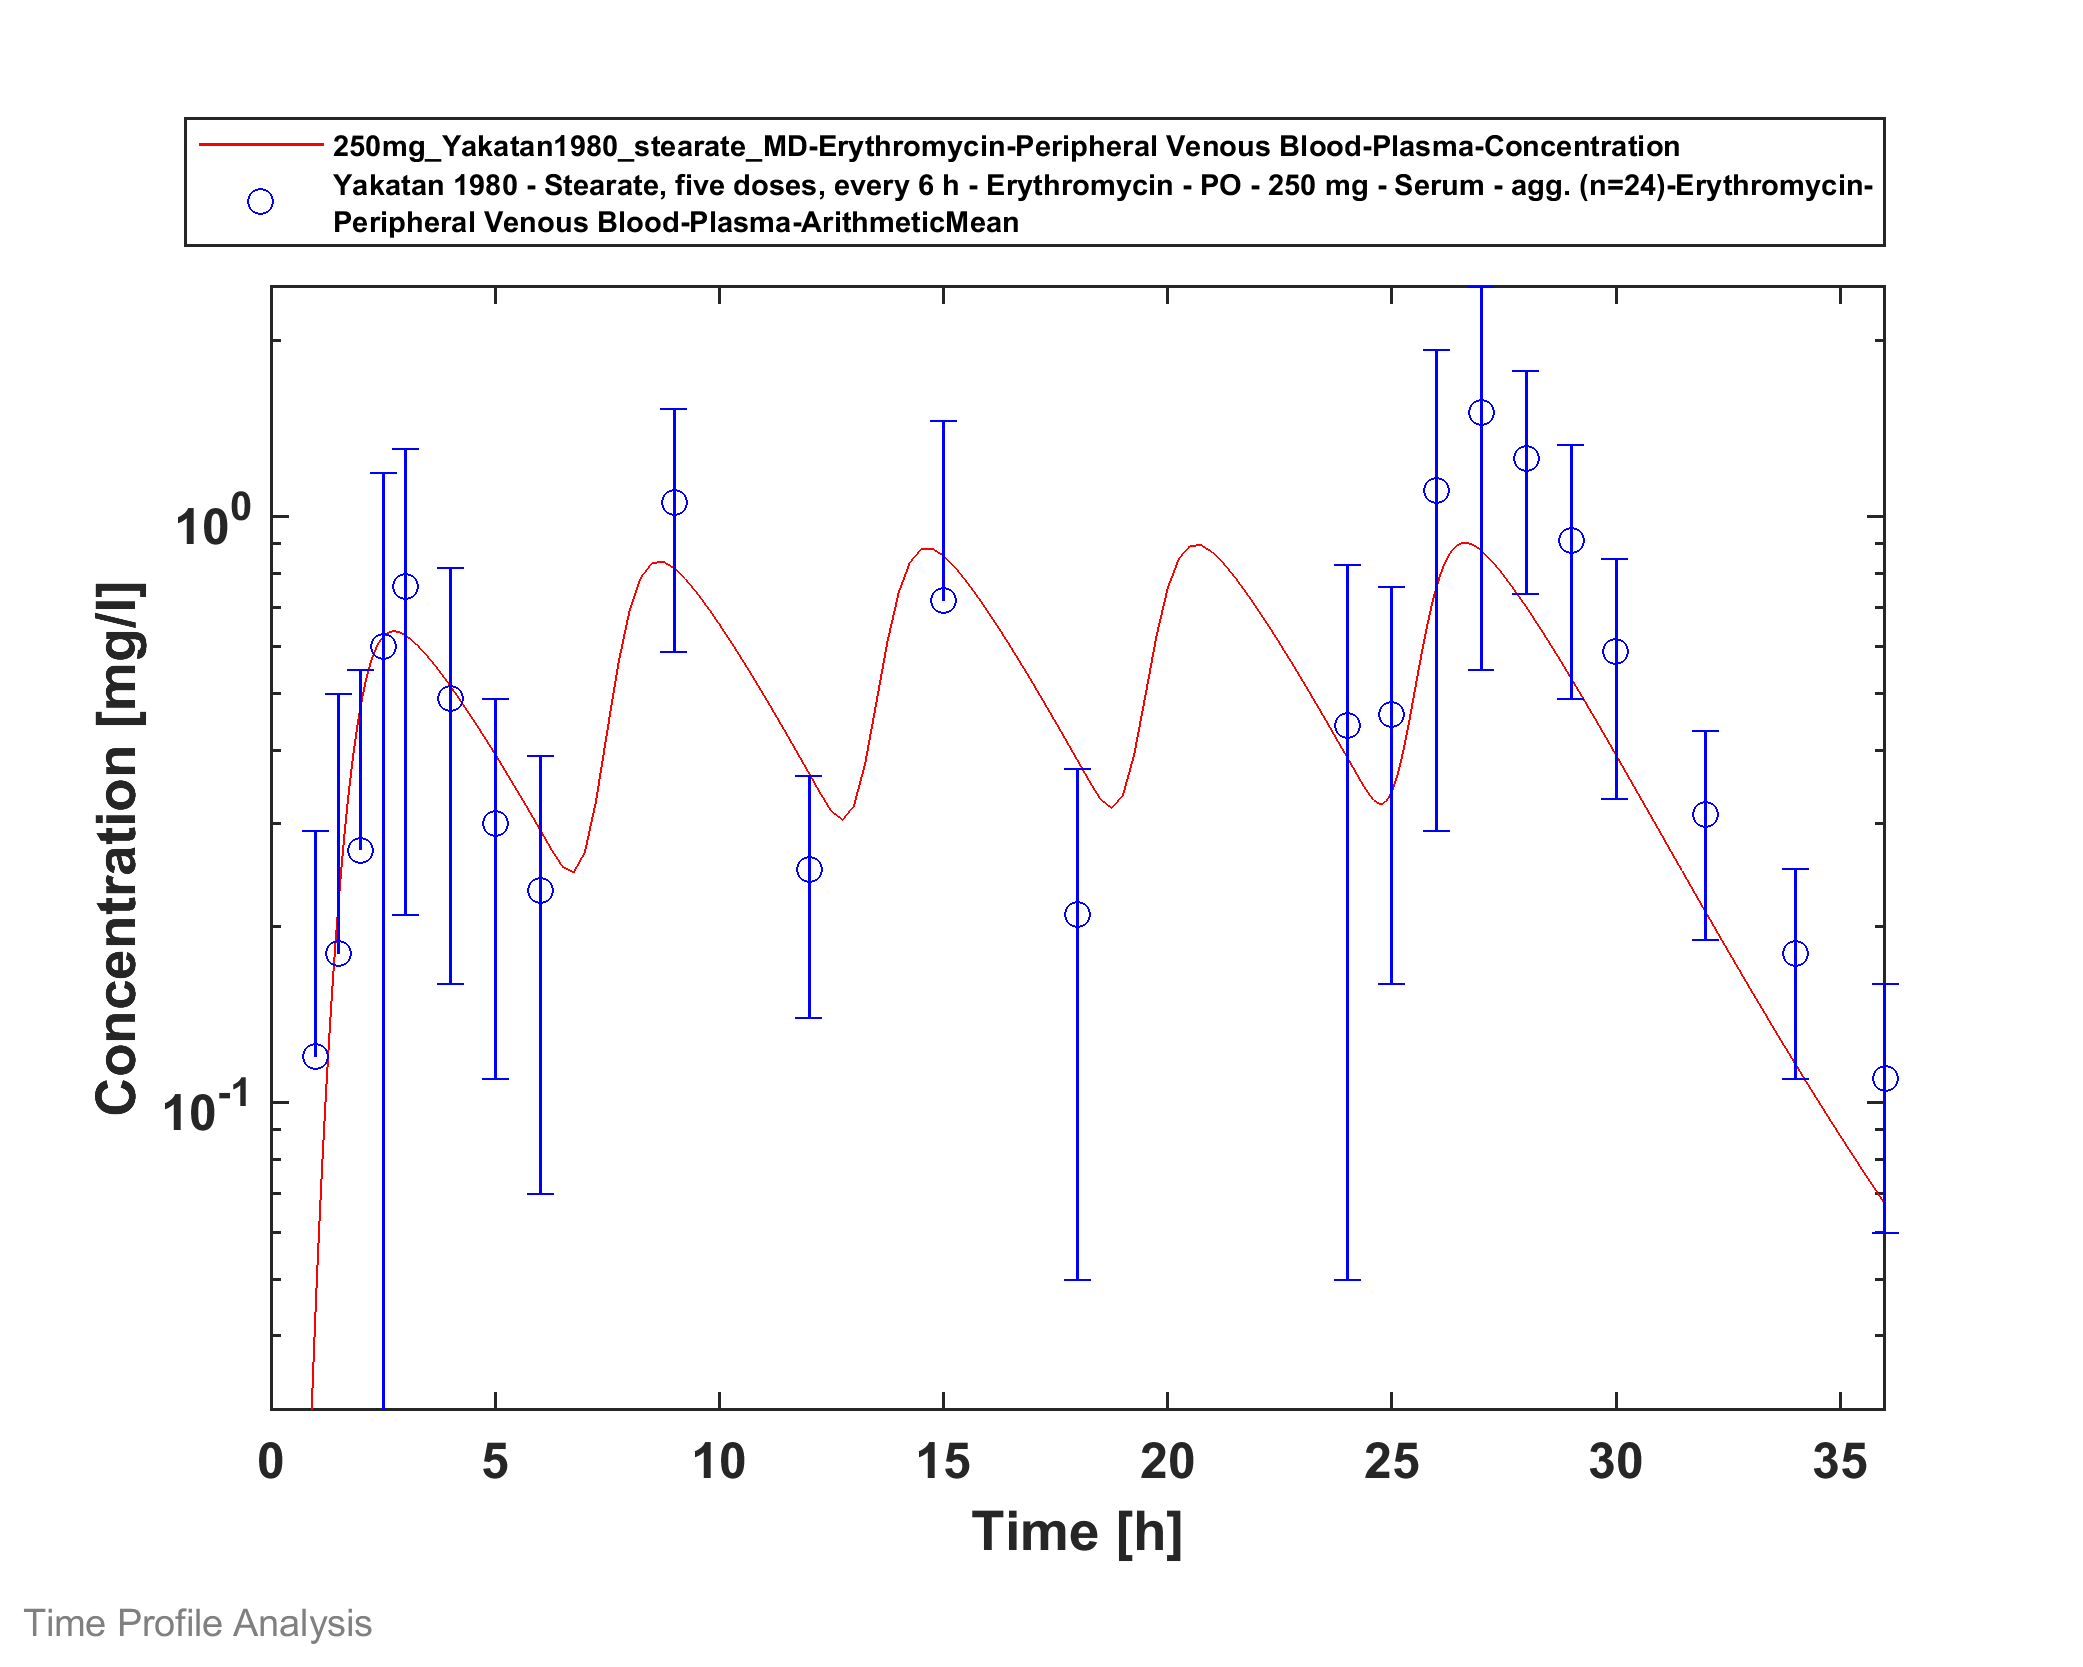 250mg_Yakatan1980_stearate_MD-Erythromycin-Peripheral Venous Blood-Plasma-Concentration
Yakatan 1980 - Stearate, five doses, every 6 h - Erythromycin - PO - 250 mg - Serum - agg. (n=24)-Erythromycin-
Peripheral Venous Blood-Plasma-ArithmeticMean
10⁰
10⁻¹
Concentration [mg/l]
0 5 10 15 20 25 30 35
Time [h]
Time Profile Analysis